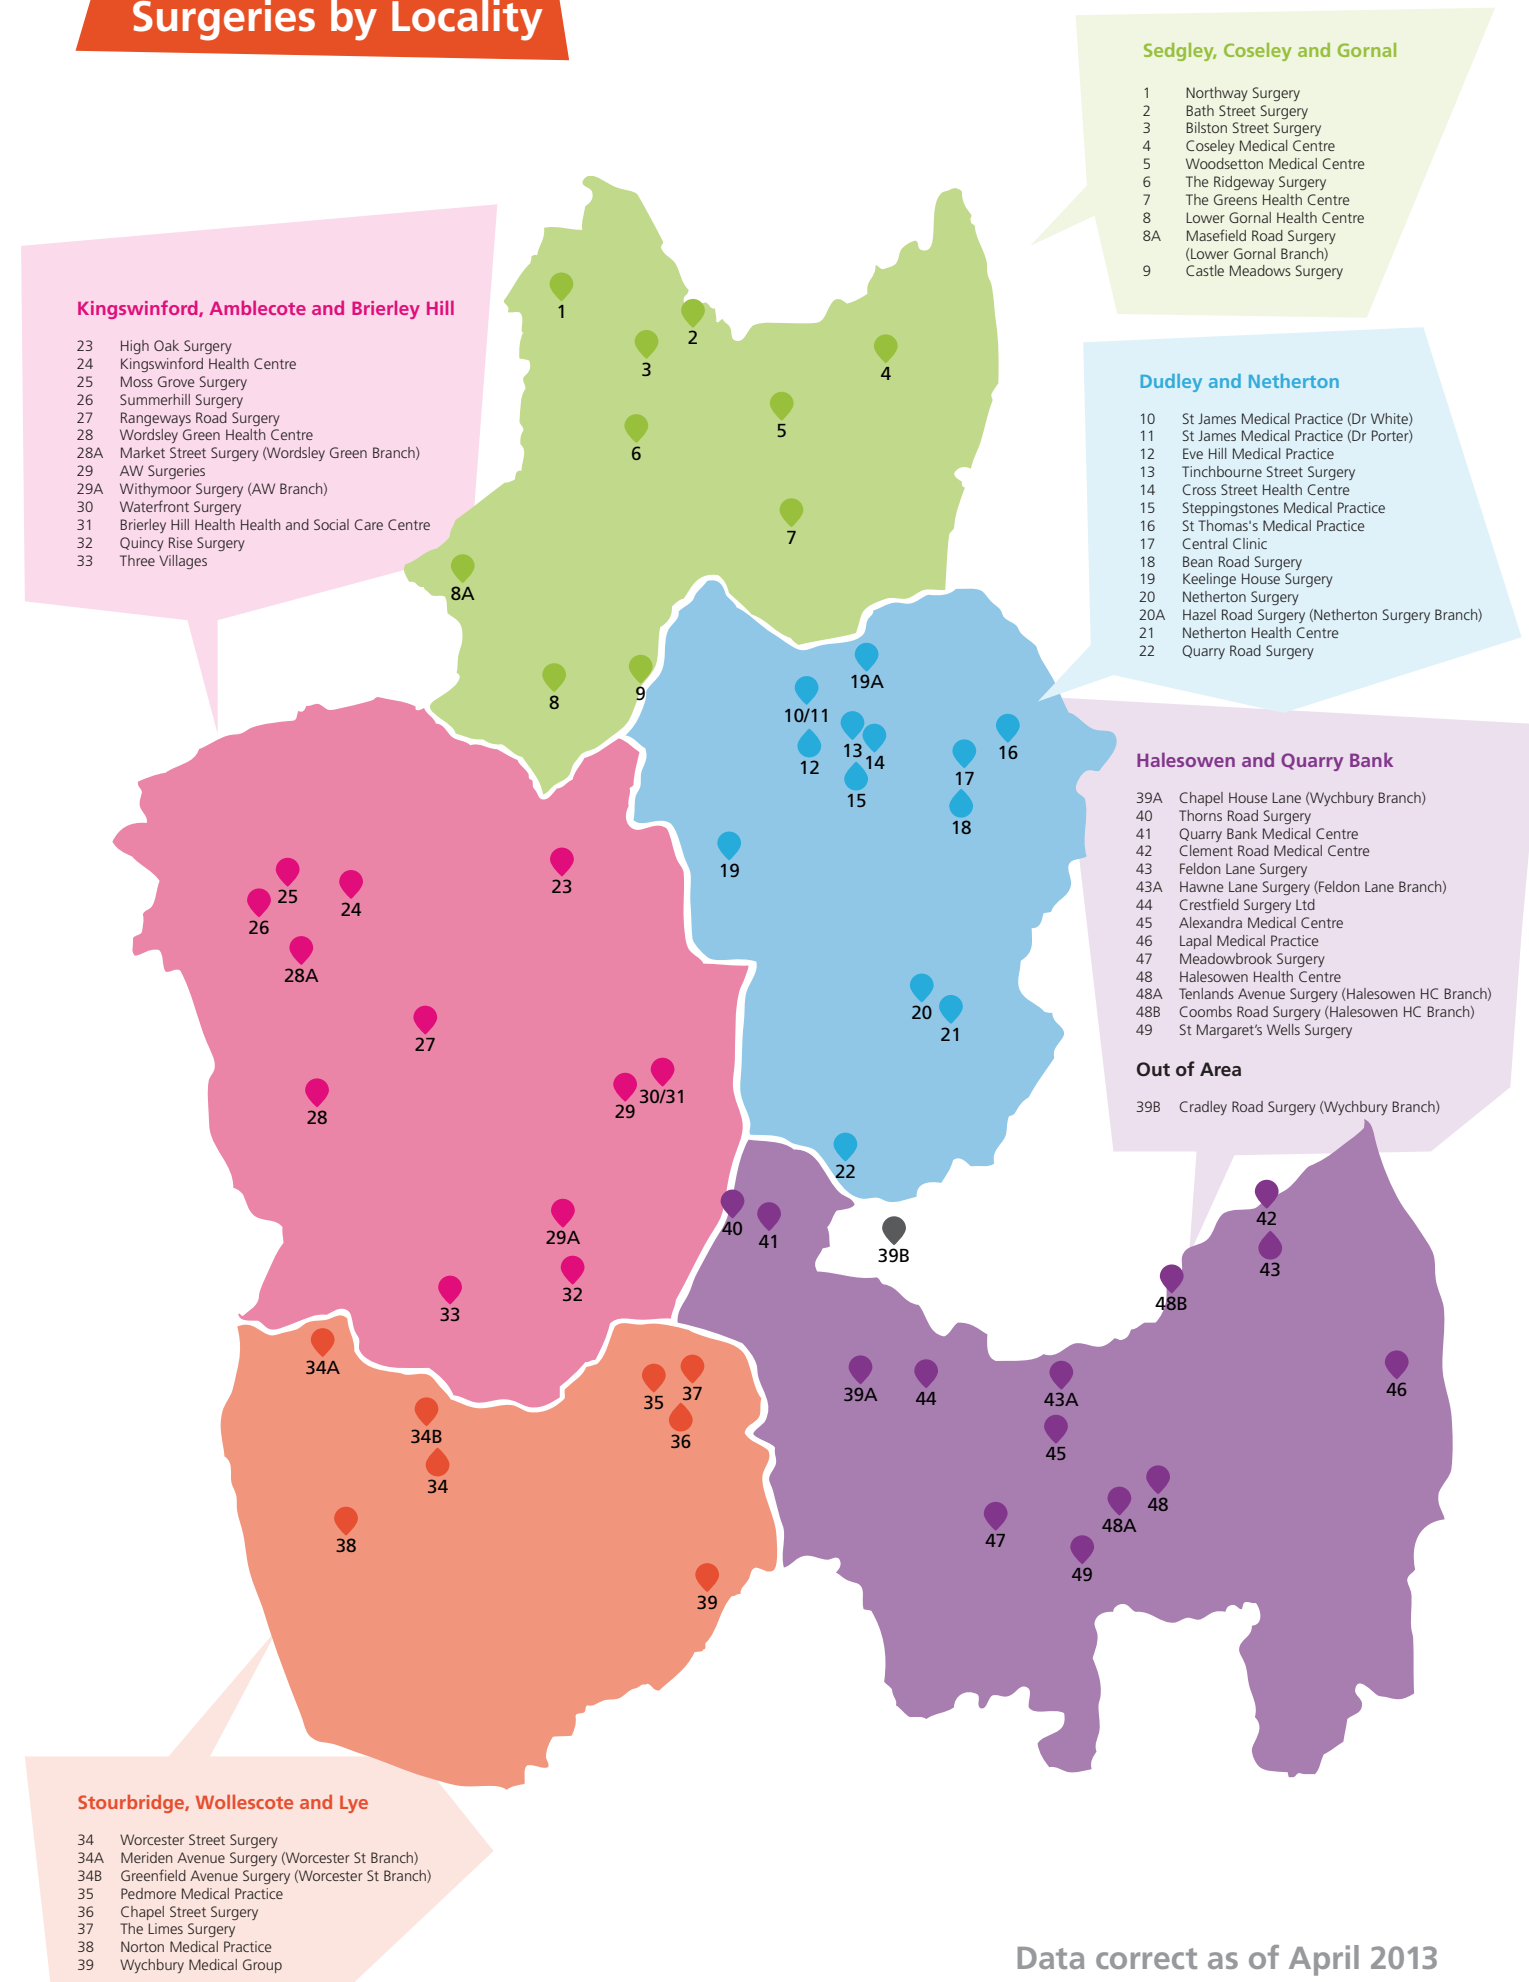 Surgeries by Locality
Sedgley, Coseley and Gornal
1 Northway Surgery
2 Bath Street Surgery
3 Bilston Street Surgery
4 Coseley Medical Centre
5 Woodsetton Medical Centre
6 The Ridgeway Surgery
7 The Greens Health Centre
8 Lower Gornal Health Centre
8A Masefield Road Surgery
(Lower Gornal Branch)
9 Castle Meadows Surgery
Kingswinford, Amblecote and Brierley Hill
23 High Oak Surgery
24 Kingswinford Health Centre
25 Moss Grove Surgery
26 Summerhill Surgery
27 Rangeways Road Surgery
28 Wordsley Green Health Centre
28A Market Street Surgery (Wordsley Green Branch)
29 AW Surgeries
29A Withymoor Surgery (AW Branch)
30 Waterfront Surgery
31 Brierley Hill Health Health and Social Care Centre
32 Quincy Rise Surgery
33 Three Villages
Dudley and Netherton
10 St James Medical Practice (Dr White)
11 St James Medical Practice (Dr Porter)
12 Eve Hill Medical Practice
13 Tinchbourne Street Surgery
14 Cross Street Health Centre
15 Steppingstones Medical Practice
16 St Thomas's Medical Practice
17 Central Clinic
18 Bean Road Surgery
19 Keelinge House Surgery
20 Netherton Surgery
20A Hazel Road Surgery (Netherton Surgery Branch)
21 Netherton Health Centre
22 Quarry Road Surgery
Halesowen and Quarry Bank
39A Chapel House Lane (Wychbury Branch)
40 Thorns Road Surgery
41 Quarry Bank Medical Centre
42 Clement Road Medical Centre
43 Feldon Lane Surgery
43A Hawne Lane Surgery (Feldon Lane Branch)
44 Crestfield Surgery Ltd
45 Alexandra Medical Centre
46 Lapal Medical Practice
47 Meadowbrook Surgery
48 Halesowen Health Centre
48A Tenlands Avenue Surgery (Halesowen HC Branch)
48B Coombs Road Surgery (Halesowen HC Branch)
49 St Margaret's Wells Surgery
Out of Area
39B Cradley Road Surgery (Wychbury Branch)
1
2
3
4
5
6
7
8A
8
9
19A
10/11
13
14
12
15
16
17
18
19
23
25
24
26
28A
27
20
21
28
29
30/31
22
29A
40
41
39B
42
43
48B
32
33
34A
35
37
36
34B
34
38
39
39A
44
43A
45
46
47
48A
48
49
Stourbridge, Wollescote and Lye
34 Worcester Street Surgery
34A Meriden Avenue Surgery (Worcester St Branch)
34B Greenfield Avenue Surgery (Worcester St Branch)
35 Pedmore Medical Practice
36 Chapel Street Surgery
37 The Limes Surgery
38 Norton Medical Practice
39 Wychbury Medical Group
Data correct as of April 2013